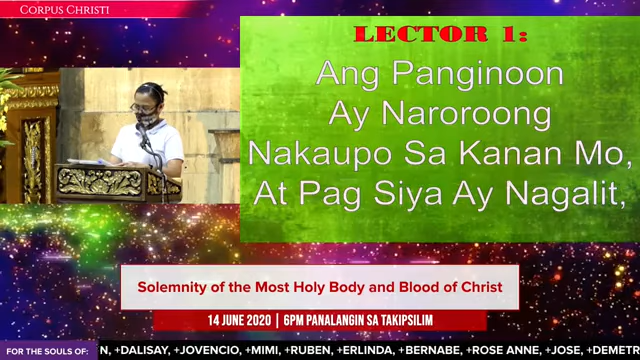 CORPUS CHRISTI
LECTOR 1:
Ang Panginoon
Ay Naroroong
Nakaupo Sa Kanan Mo,
At Pag Siya Ay Nagalit,
Solemnity of the Most Holy Body and Blood of Christ
14 JUNE 2020 | 6PM PANALANGIN SA TAKIPSILIM
FOR THE SOULS OF: N, +DALISAY, +JOVENCIO, +MIMI, +RUBEN, +ERLINDA, +BERNABE, +ROSE ANNE, +JOSE, +DEMET